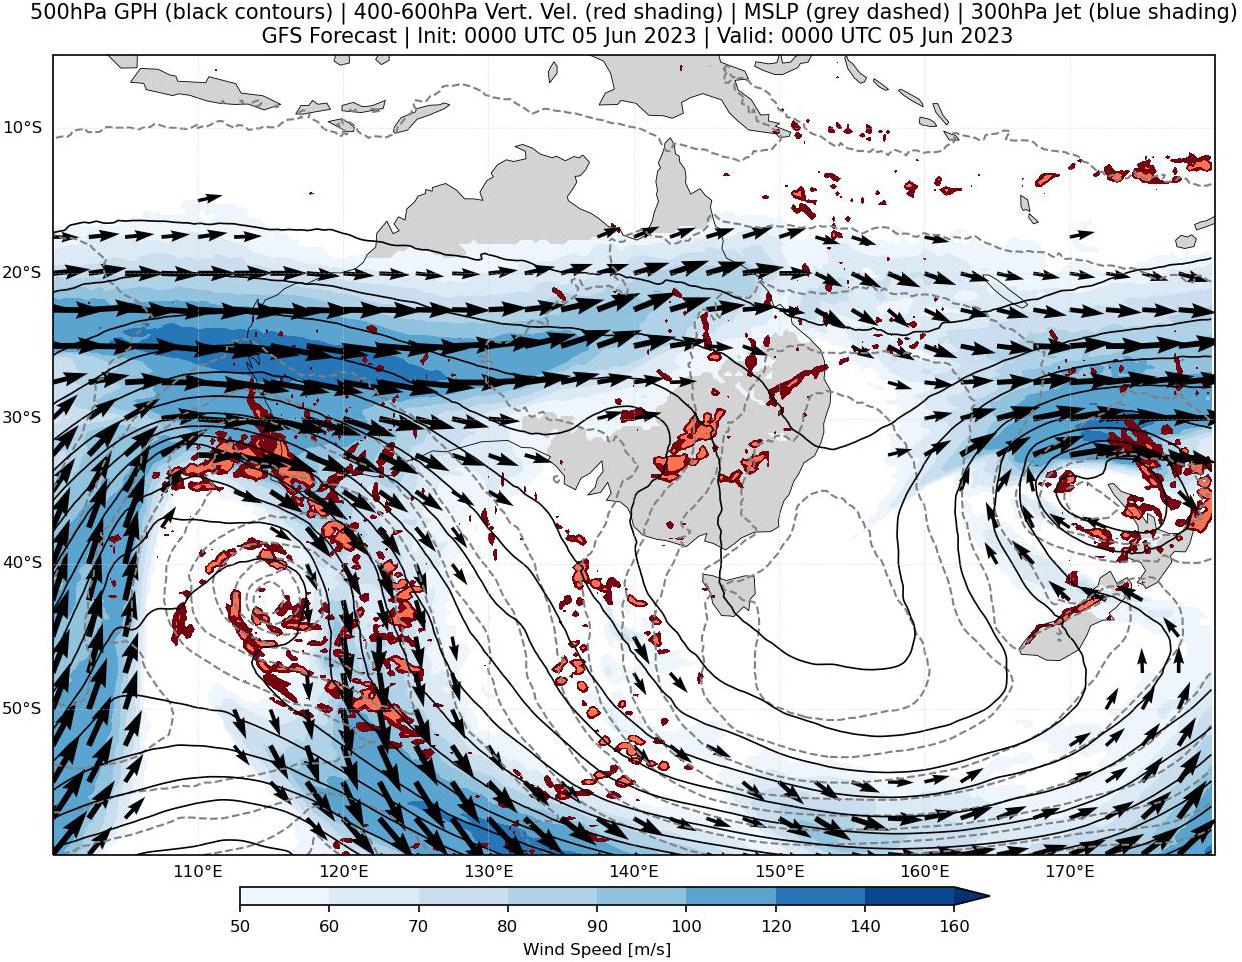 500hPa GPH (black contours) | 400-600hPa Vert. Vel. (red shading) | MSLP (grey dashed) | 300hPa Jet (blue shading)
GFS Forecast | Init: 0000 UTC 05 Jun 2023 | Valid: 0000 UTC 05 Jun 2023
10°S
20°S
30°S
40°S
50°S
110°E 120°E 130°E 140°E 150°E 160°E 170°E
50 60 70 80 90 100 120 140 160
Wind Speed [m/s]